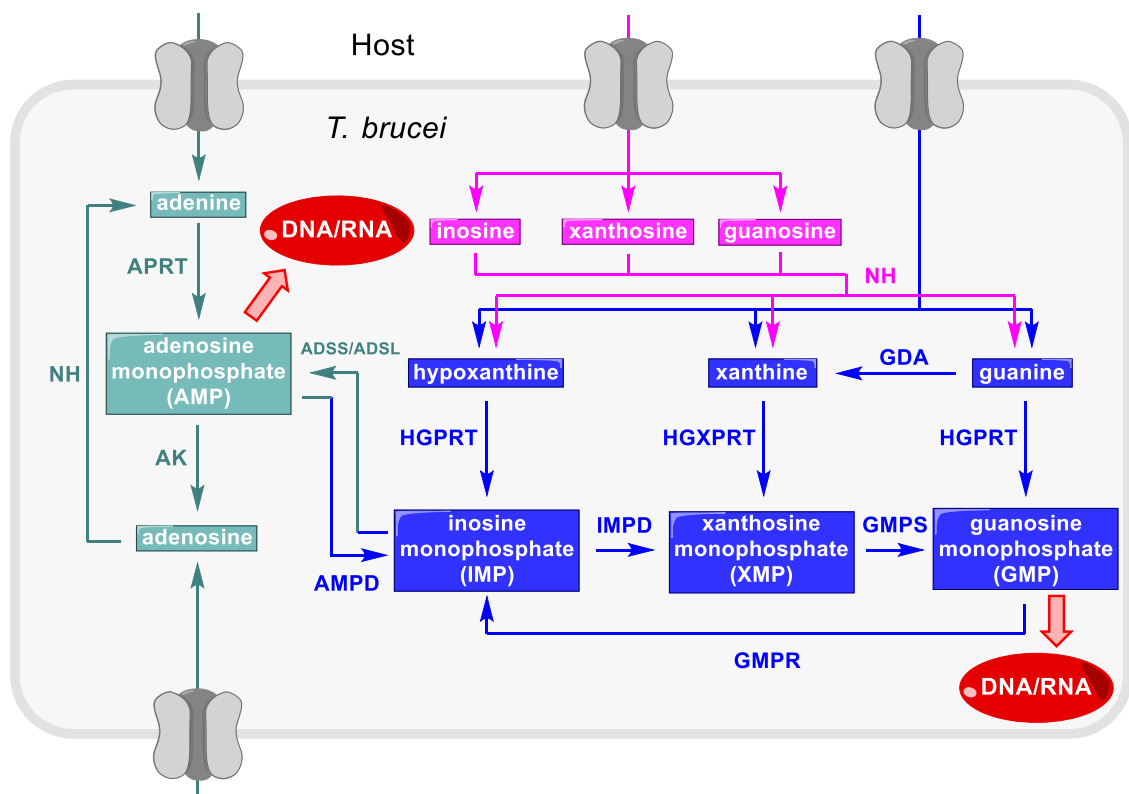 Host
T. brucei
adenine
DNA/RNA
inosine
xanthosine
guanosine
APRT
NH
adenosine
monophosphate
(AMP)
ADSS/ADSL
NH
hypoxanthine
xanthine
GDA
guanine
AK
HGPRT
HGXPRT
HGPRT
adenosine
inosine
monophosphate
(IMP)
IMPD
xanthosine
monophosphate
(XMP)
GMPS
guanosine
monophosphate
(GMP)
AMPD
GMPR
DNA/RNA